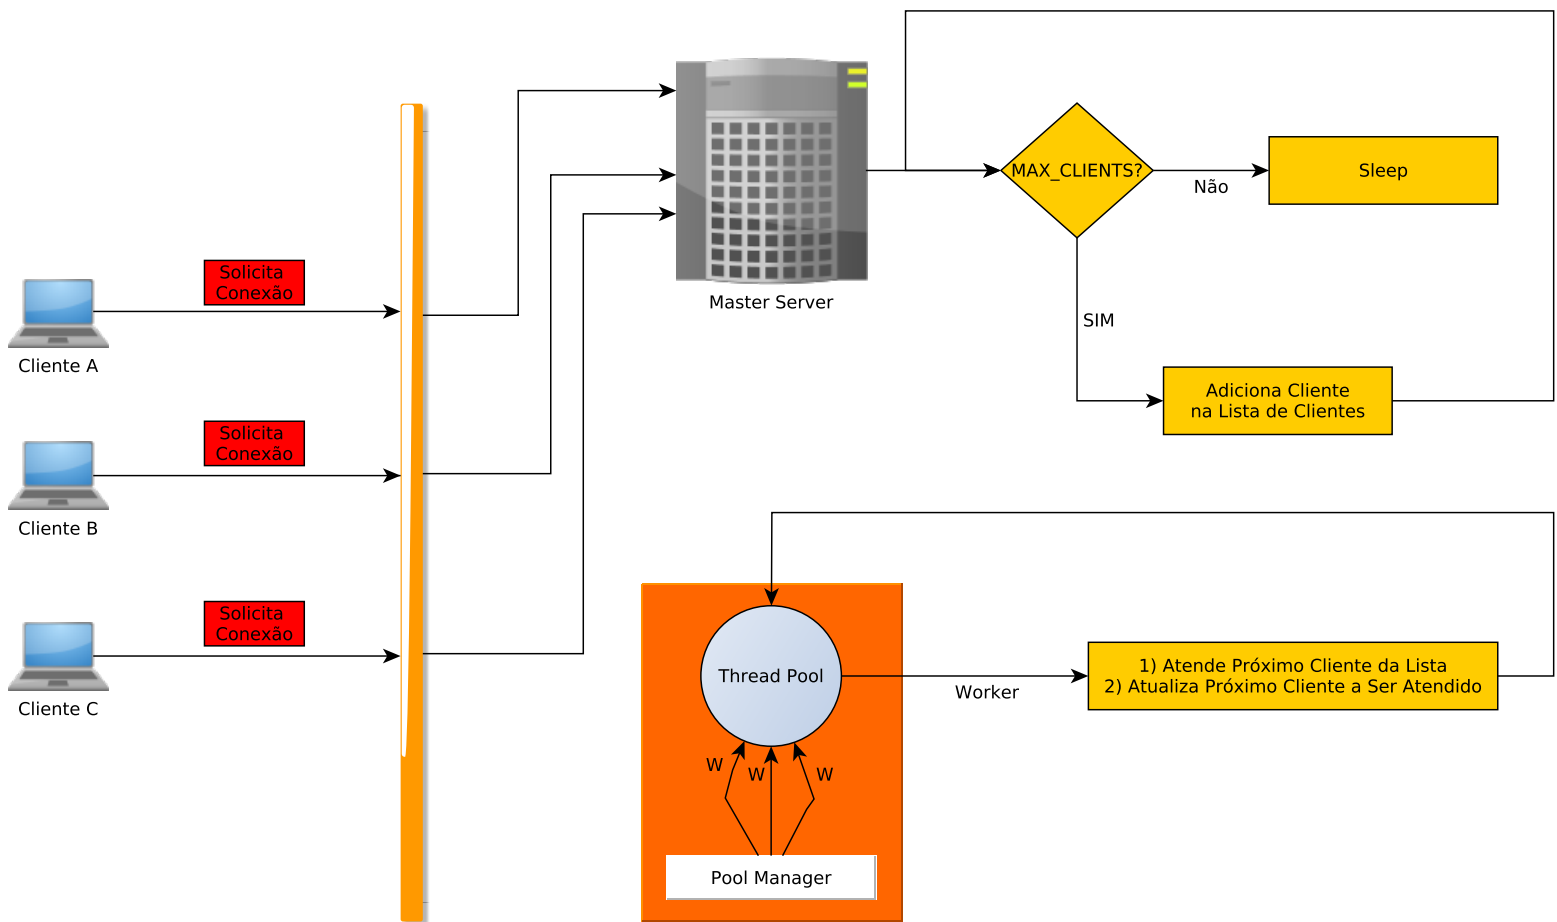 Solicita
Conexão
Cliente A
Solicita
Conexão
Cliente B
Solicita
Conexão
Cliente C
Master Server
MAX_CLIENTS?
Não
Sleep
SIM
Adiciona Cliente
na Lista de Clientes
Thread Pool
Worker
1) Atende Próximo Cliente da Lista
2) Atualiza Próximo Cliente a Ser Atendido
W
W
W
Pool Manager